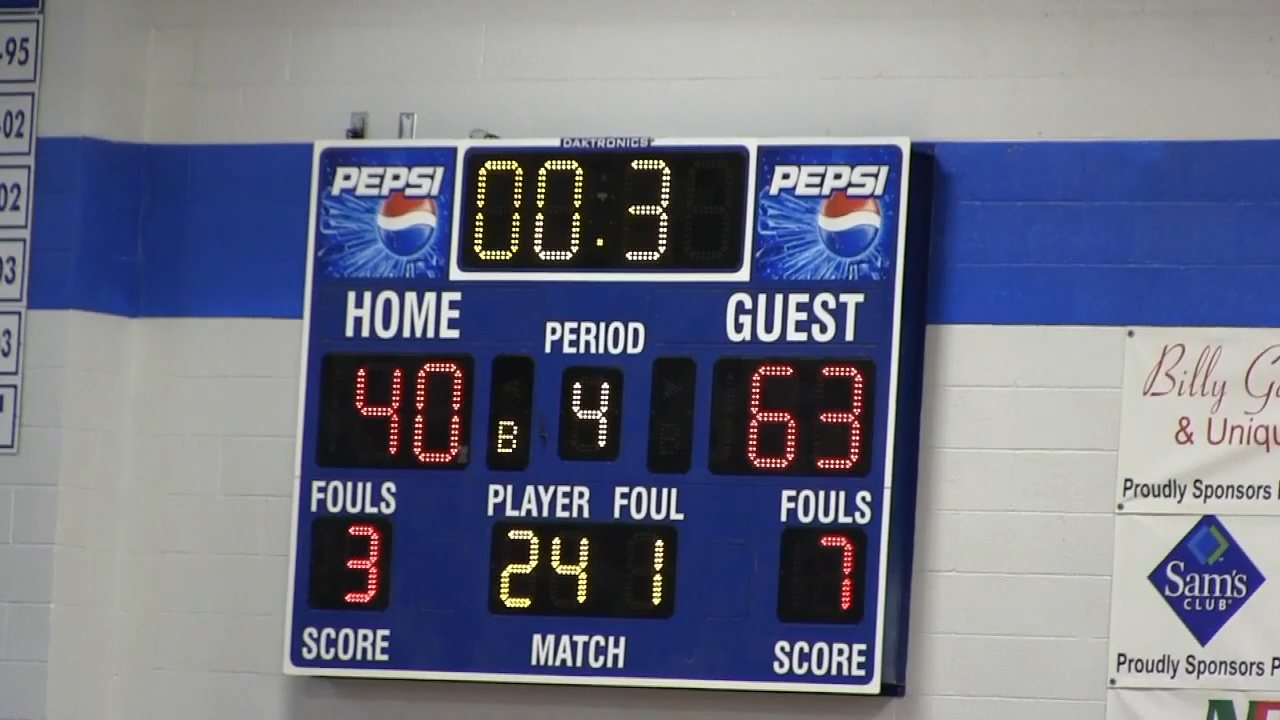 -95
02
02
03
3
DAKTRONICS
PEPSI
00.3
PEPSI
HOME
PERIOD
GUEST
40
B
4
63
FOULS
PLAYER FOUL
FOULS
3
24 1
7
SCORE
MATCH
SCORE
Billy
& Uniqu
Proudly Sponsors
Sam's
CLUB
Proudly Sponsors